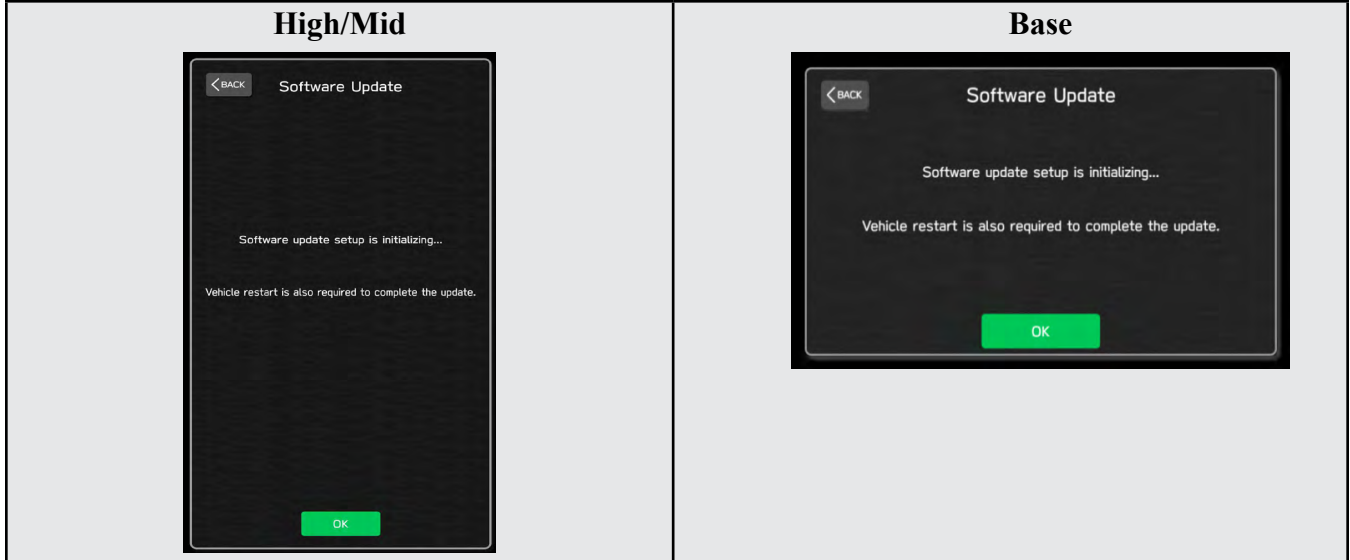 High/Mid
BACK
Software Update
Software update setup is initializing...
Vehicle restart is also required to complete the update.
OK
Base
BACK
Software Update
Software update setup is initializing...
Vehicle restart is also required to complete the update.
OK